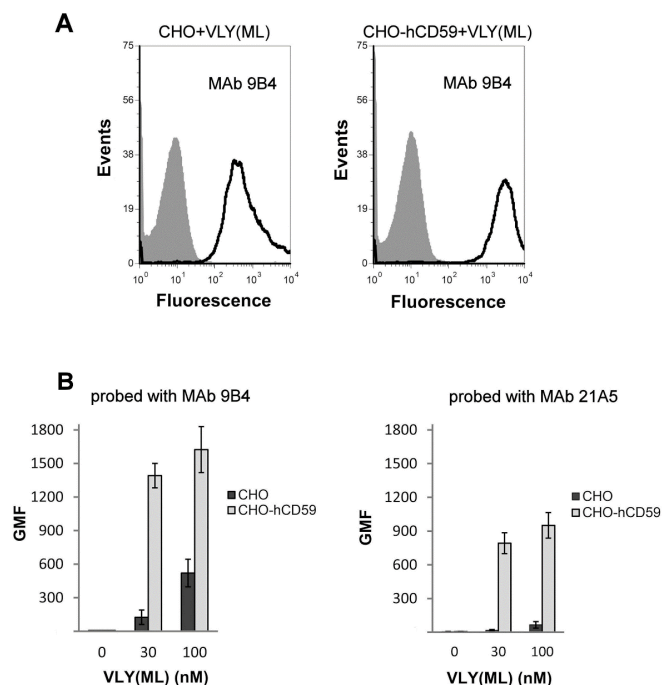 A
CHO+VLY(ML)
CHO-hCD59+VLY(ML)
75
56
38
19
0
Events
MAb 9B4
10^0 10^1 10^2 10^3 10^4
Fluorescence
75
56
38
19
0
Events
MAb 9B4
10^0 10^1 10^2 10^3 10^4
Fluorescence
B
probed with MAb 9B4
1800
1500
1200
900
600
300
GMF
CHO
CHO-hCD59
0 30 100
VLY(ML) (nM)
probed with MAb 21A5
1800
1500
1200
900
600
300
GMF
CHO
CHO-hCD59
0 30 100
VLY(ML) (nM)